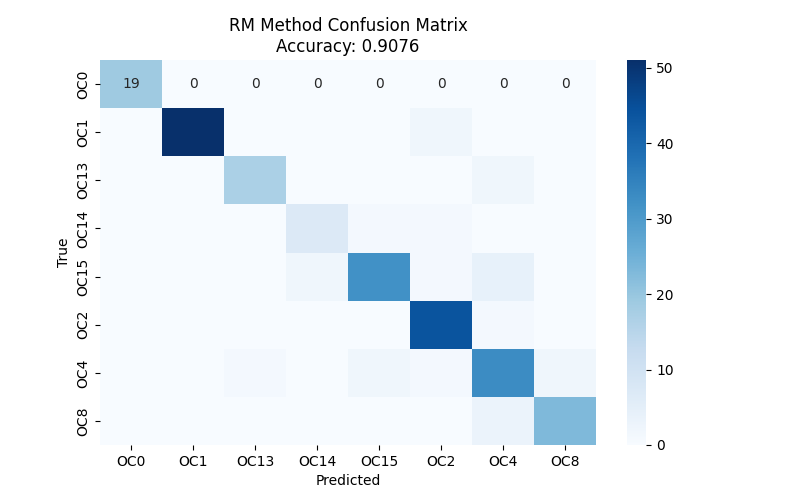 RM Method Confusion Matrix
Accuracy: 0.9076
OC0 19 0 0 0 0 0 0 0
OC1
OC13
OC14
OC15
OC2
OC4
OC8
True
OC0 OC1 OC13 OC14 OC15 OC2 OC4 OC8
Predicted
50
40
30
20
10
0